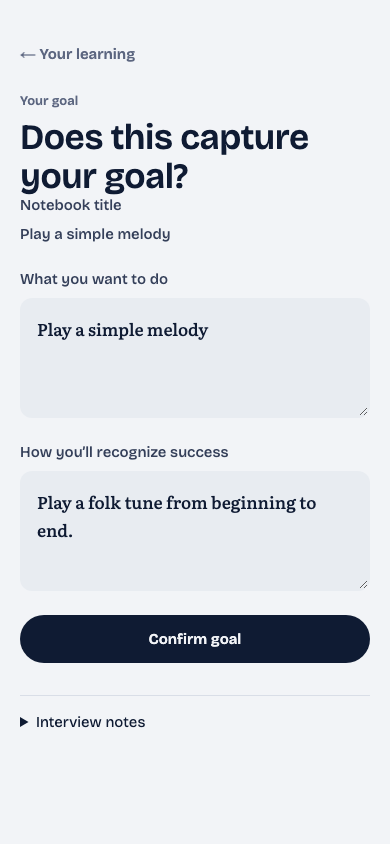 ← Your learning
Your goal
Does this capture
your goal?
Notebook title
Play a simple melody
What you want to do
Play a simple melody
How you’ll recognize success
Play a folk tune from beginning to
end.
Confirm goal
▶ Interview notes